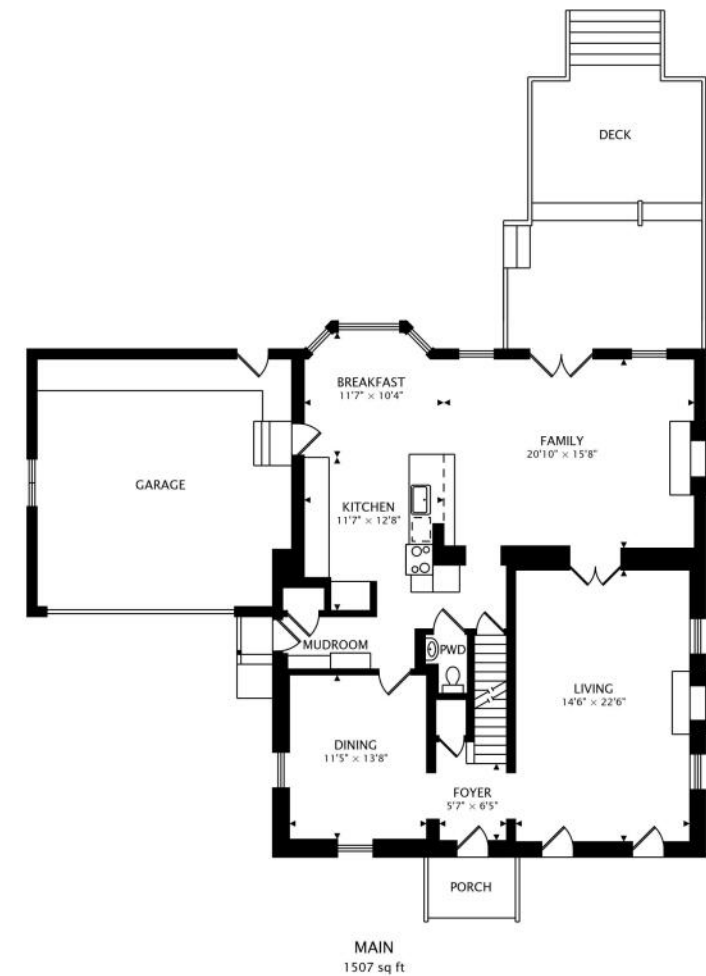 DECK
BREAKFAST
11'7" × 10'4"
FAMILY
20'10" × 15'8"
GARAGE
KITCHEN
11'7" × 12'8"
MUDROOM
PWD
LIVING
14'6" × 22'6"
DINING
11'5" × 13'8"
FOYER
5'7" × 6'5"
PORCH
MAIN
1507 sq ft